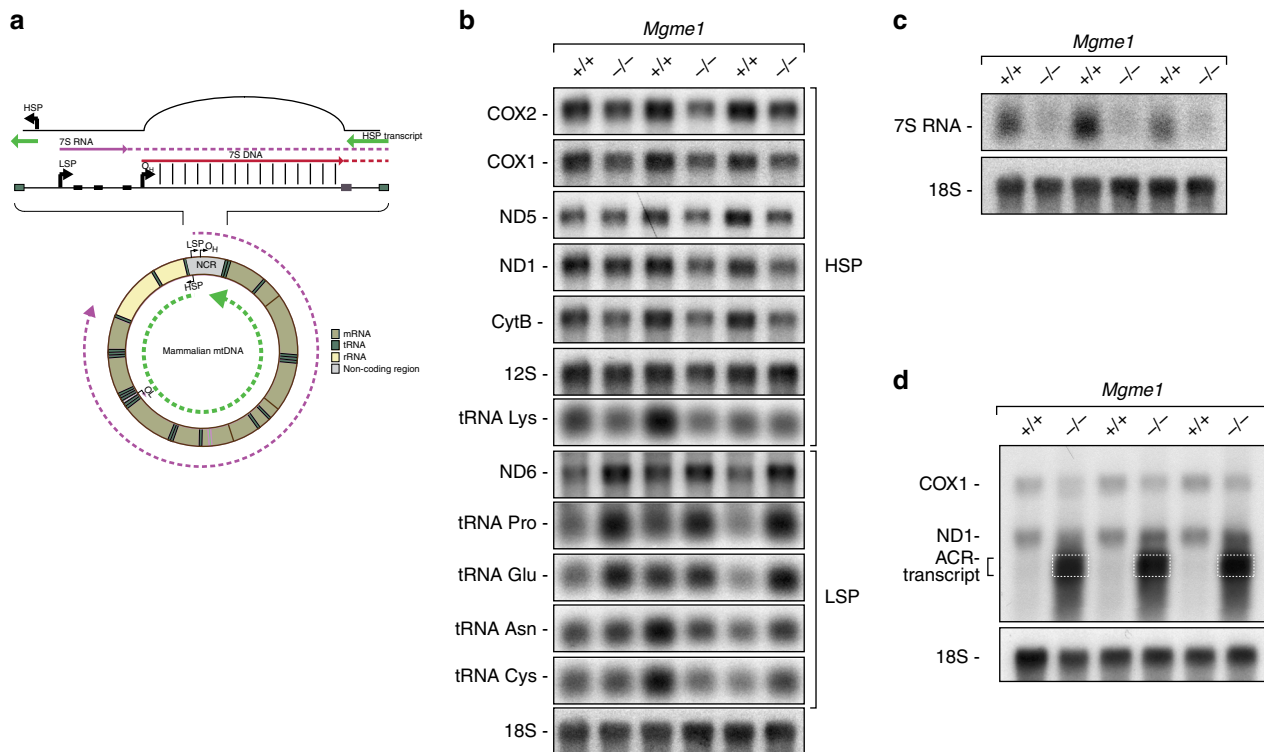 a
HSP
HSP transcript
7S RNA
7S DNA
LSP
OH
LSP OH
NCR
HSP
Mammalian mtDNA
OL
mRNA
tRNA
rRNA
Non-coding region
b
Mgme1
+/+ –/– +/+ –/– +/+ –/–
COX2 -
COX1 -
ND5 -
ND1 -
CytB -
12S -
tRNA Lys -
HSP
ND6 -
tRNA Pro -
tRNA Glu -
tRNA Asn -
tRNA Cys -
LSP
18S -
c
Mgme1
+/+ –/– +/+ –/– +/+ –/–
7S RNA -
18S -
d
Mgme1
+/+ –/– +/+ –/– +/+ –/–
COX1 -
ND1-
ACR-
transcript
18S -